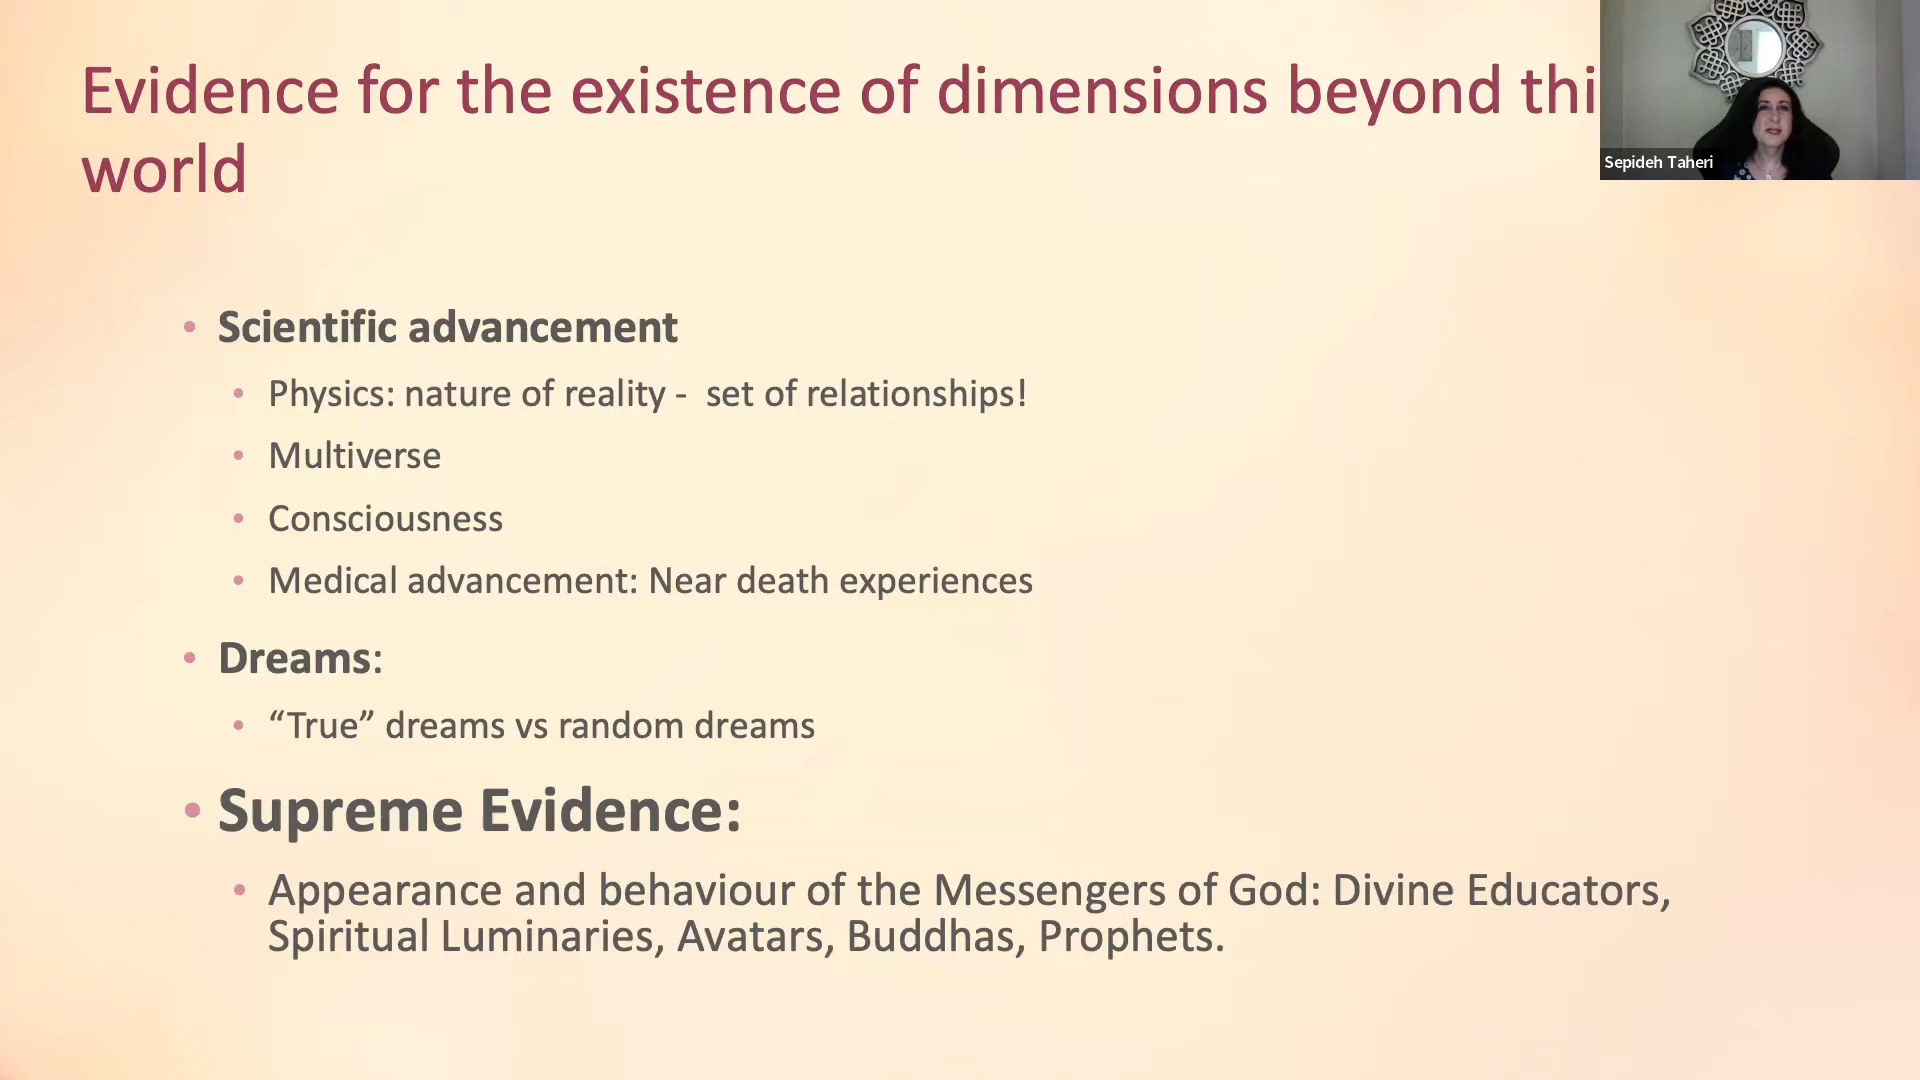 Evidence for the existence of dimensions beyond thi
world
Sepideh Taheri
• Scientific advancement
• Physics: nature of reality -  set of relationships!
• Multiverse
• Consciousness
• Medical advancement: Near death experiences
• Dreams:
• “True” dreams vs random dreams
• Supreme Evidence:
• Appearance and behaviour of the Messengers of God: Divine Educators,
Spiritual Luminaries, Avatars, Buddhas, Prophets.